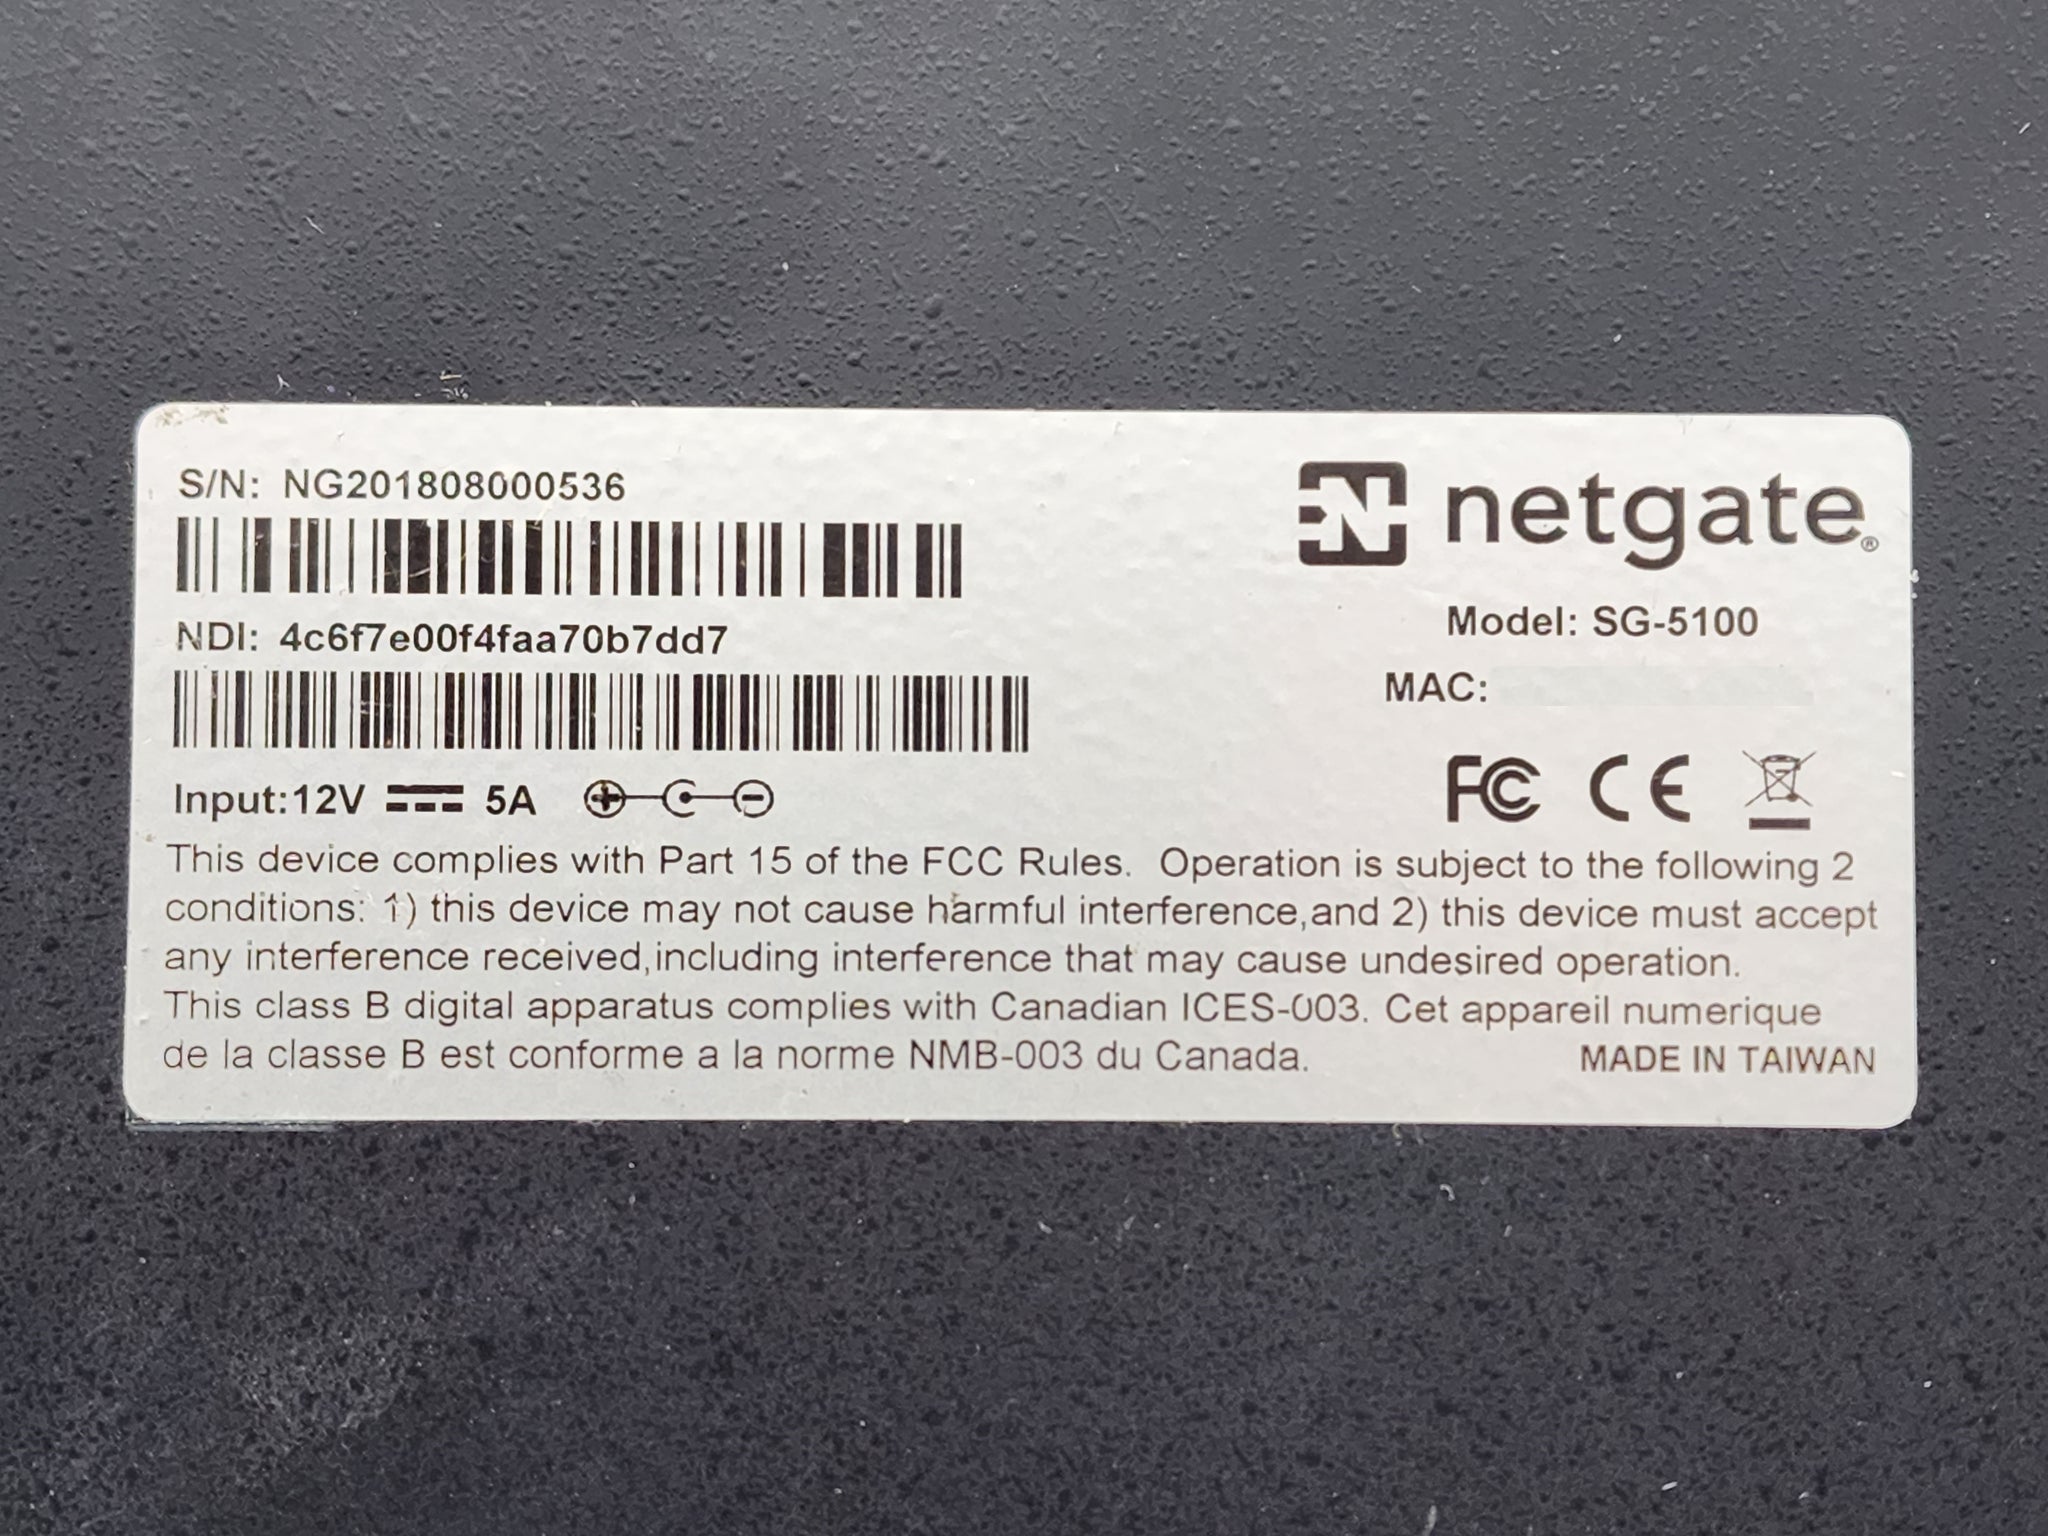 S/N: NG201808000536
netgate®
NDI: 4c6f7e00f4faa70b7dd7
Model: SG-5100
MAC:
Input:12V 5A
FC CE
This device complies with Part 15 of the FCC Rules. Operation is subject to the following 2
conditions: 1) this device may not cause harmful interference,and 2) this device must accept
any interference received,including interference that may cause undesired operation.
This class B digital apparatus complies with Canadian ICES-003. Cet appareil numerique
de la classe B est conforme a la norme NMB-003 du Canada. MADE IN TAIWAN